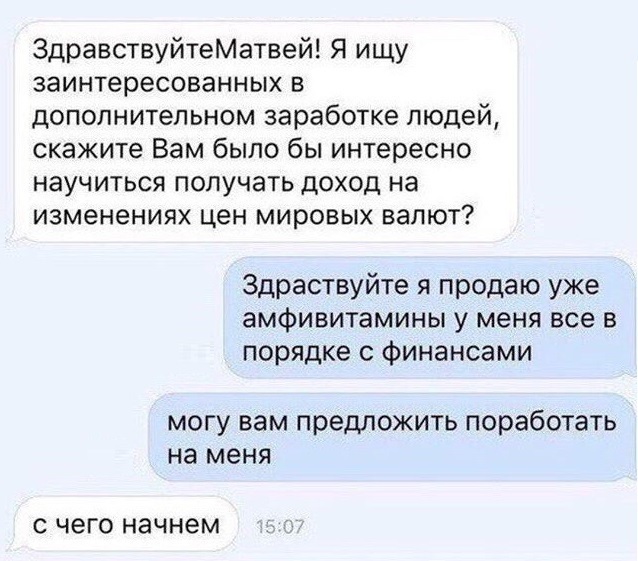 ЗдравствуйтеМатвей! Я ищу
заинтересованных в
дополнительном заработке людей,
скажите Вам было бы интересно
научиться получать доход на
изменениях цен мировых валют?
Здраствуйте я продаю уже
амфивитамины у меня все в
порядке с финансами
могу вам предложить поработать
на меня
с чего начнем 15:07